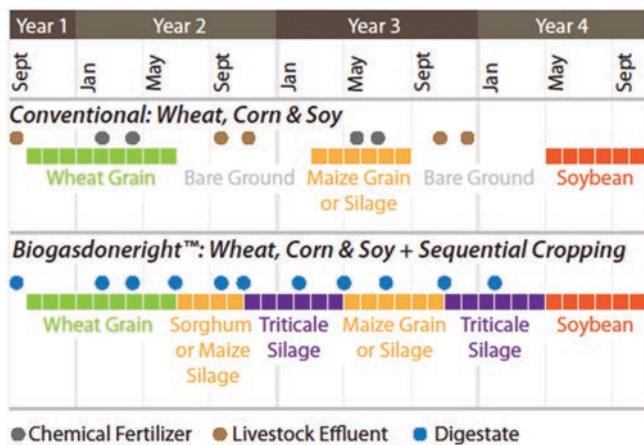 Year 1 Year 2 Year 3 Year 4
Sept Jan May Sept Jan May Sept Jan May Sept
Conventional: Wheat, Corn & Soy
Wheat Grain Bare Ground Maize Grain Bare Ground Soybean
or Silage
Biogasdoneright™: Wheat, Corn & Soy + Sequential Cropping
Wheat Grain Sorghum Triticale Maize Grain Triticale Soybean
or Maize Silage or Silage Silage
Silage
Chemical Fertilizer Livestock Effluent Digestate